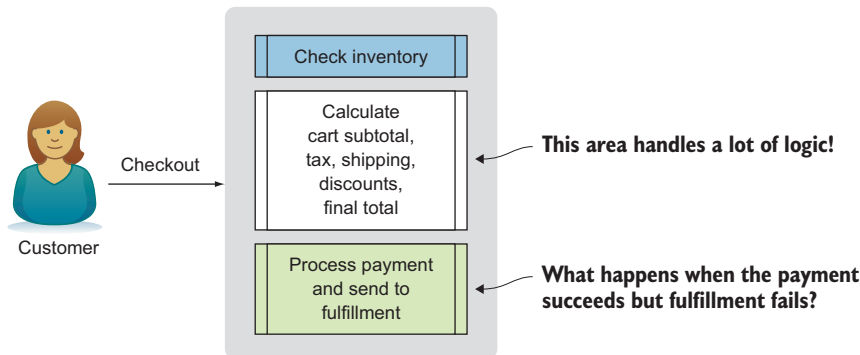 Check inventory
Calculate
cart subtotal,
tax, shipping,
discounts,
final total
This area handles a lot of logic!
Checkout
Customer
Process payment
and send to
fulfillment
What happens when the payment
succeeds but fulfillment fails?